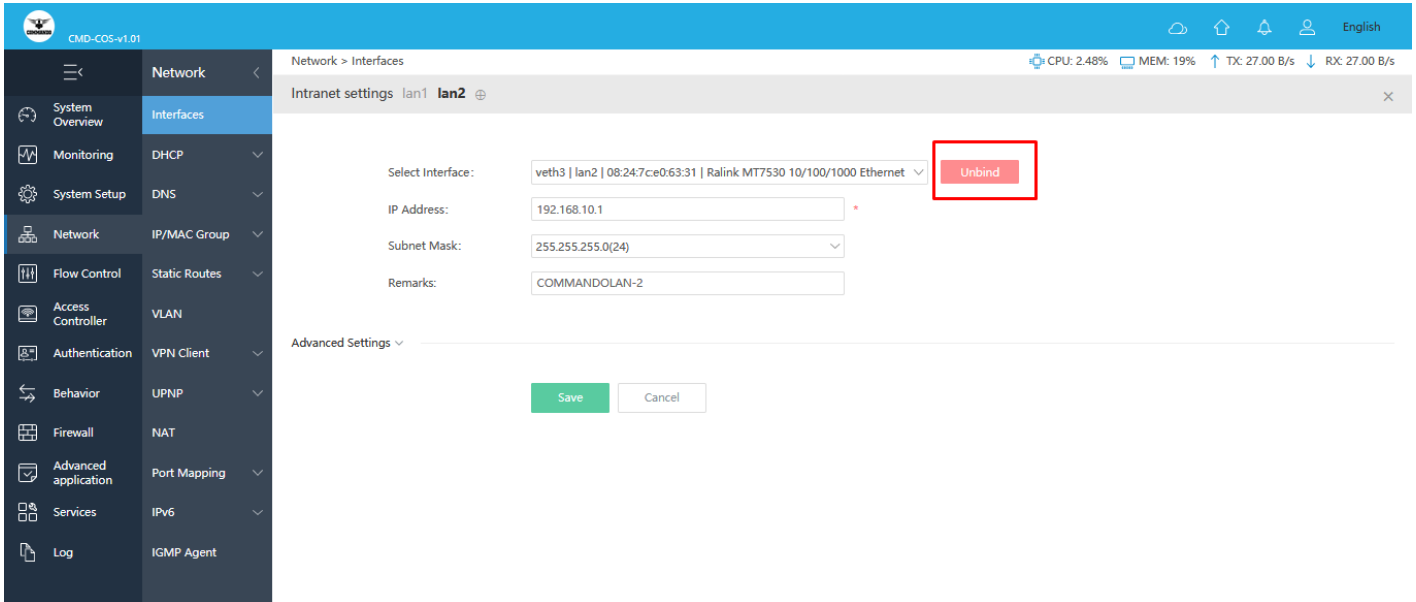 COMMANDO
CMD-COS-v1.01
English
Network
Network > Interfaces
CPU: 2.48%
MEM: 19%
TX: 27.00 B/s
RX: 27.00 B/s
Intranet settings lan1 lan2
System Overview
Monitoring
System Setup
Network
Flow Control
Access Controller
Authentication
Behavior
Firewall
Advanced application
Services
Log
Interfaces
DHCP
DNS
IP/MAC Group
Static Routes
VLAN
VPN Client
UPNP
NAT
Port Mapping
IPv6
IGMP Agent
Select Interface: veth3 | lan2 | 08:24:7c:e0:63:31 | Ralink MT7530 10/100/1000 Ethernet Unbind
IP Address: 192.168.10.1 *
Subnet Mask: 255.255.255.0(24)
Remarks: COMMANDOLAN-2
Advanced Settings
Save Cancel